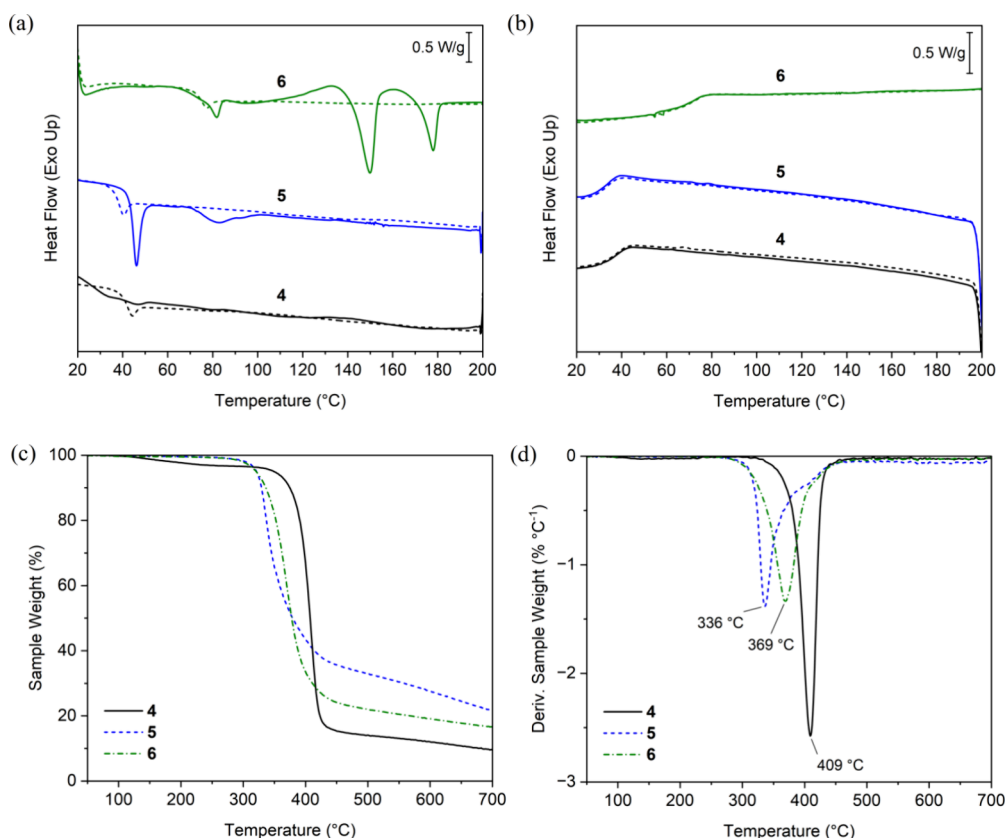 (a)
0.5 W/g
6
5
4
Heat Flow (Exo Up)
20 40 60 80 100 120 140 160 180 200
Temperature (°C)
(b)
0.5 W/g
6
5
4
Heat Flow (Exo Up)
20 40 60 80 100 120 140 160 180 200
Temperature (°C)
(c)
100
80
60
40
20
0
Sample Weight (%)
4
5
6
100 200 300 400 500 600 700
Temperature (°C)
(d)
0
−1
−2
−3
Deriv. Sample Weight (% °C⁻¹)
336 °C
369 °C
409 °C
4
5
6
100 200 300 400 500 600 700
Temperature (°C)